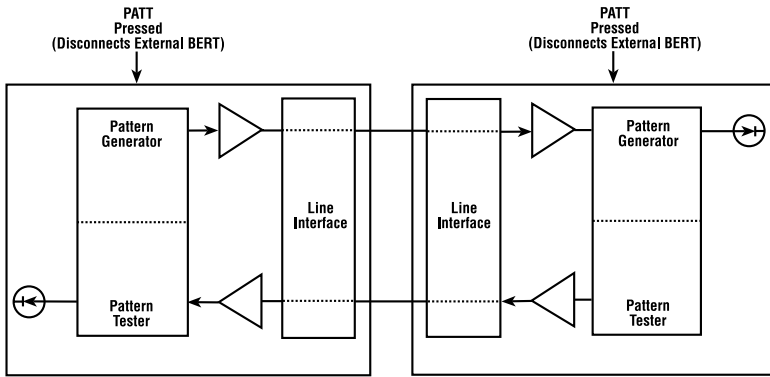 PATT
Pressed
(Disconnects External BERT)
PATT
Pressed
(Disconnects External BERT)
Pattern
Generator
Line
Interface
Pattern
Tester
Line
Interface
Pattern
Generator
Pattern
Tester